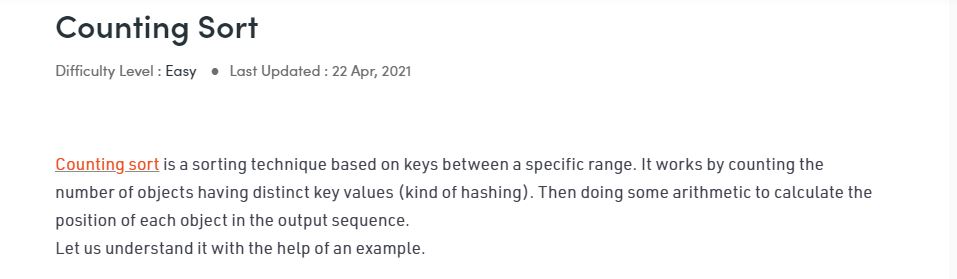 Counting Sort
Difficulty Level : Easy ● Last Updated : 22 Apr, 2021
Counting sort is a sorting technique based on keys between a specific range. It works by counting the
number of objects having distinct key values (kind of hashing). Then doing some arithmetic to calculate the
position of each object in the output sequence.
Let us understand it with the help of an example.